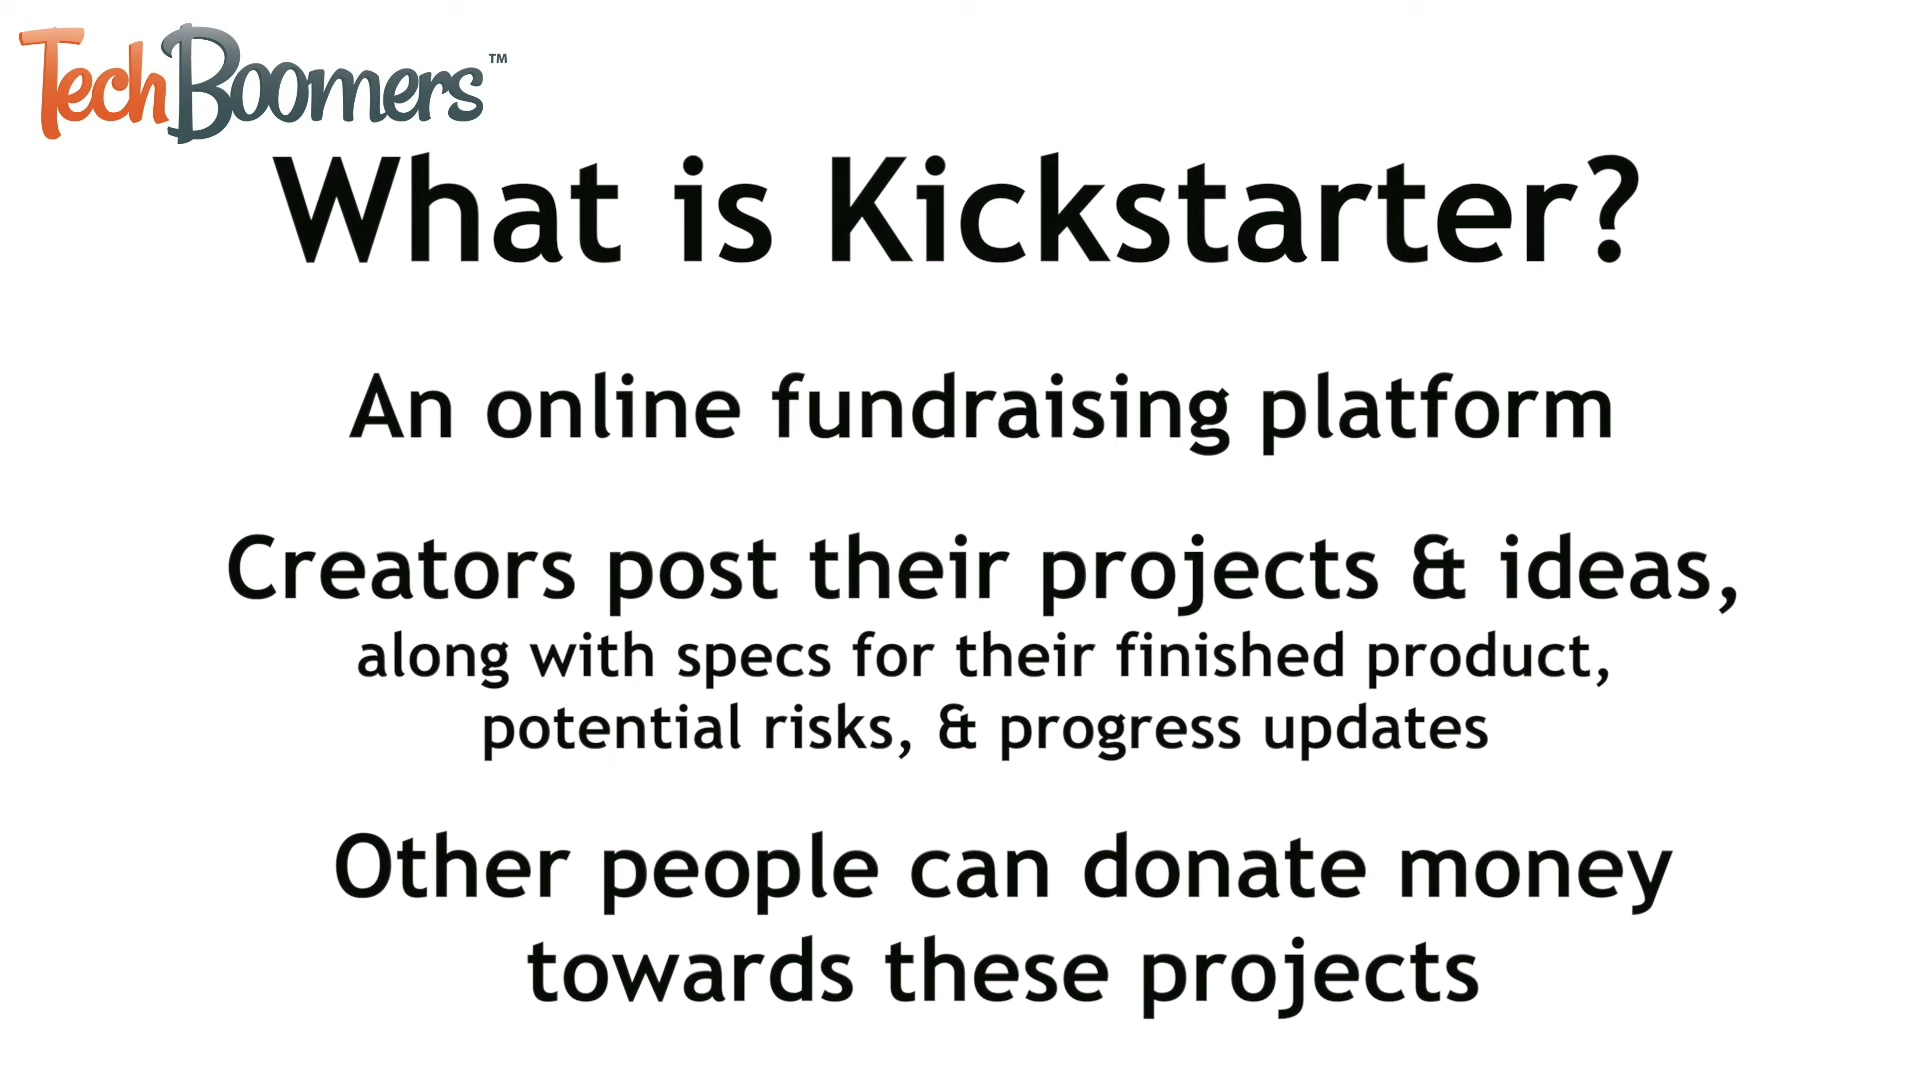 TechBoomers™
What is Kickstarter?
An online fundraising platform
Creators post their projects & ideas,
along with specs for their finished product,
potential risks, & progress updates
Other people can donate money
towards these projects